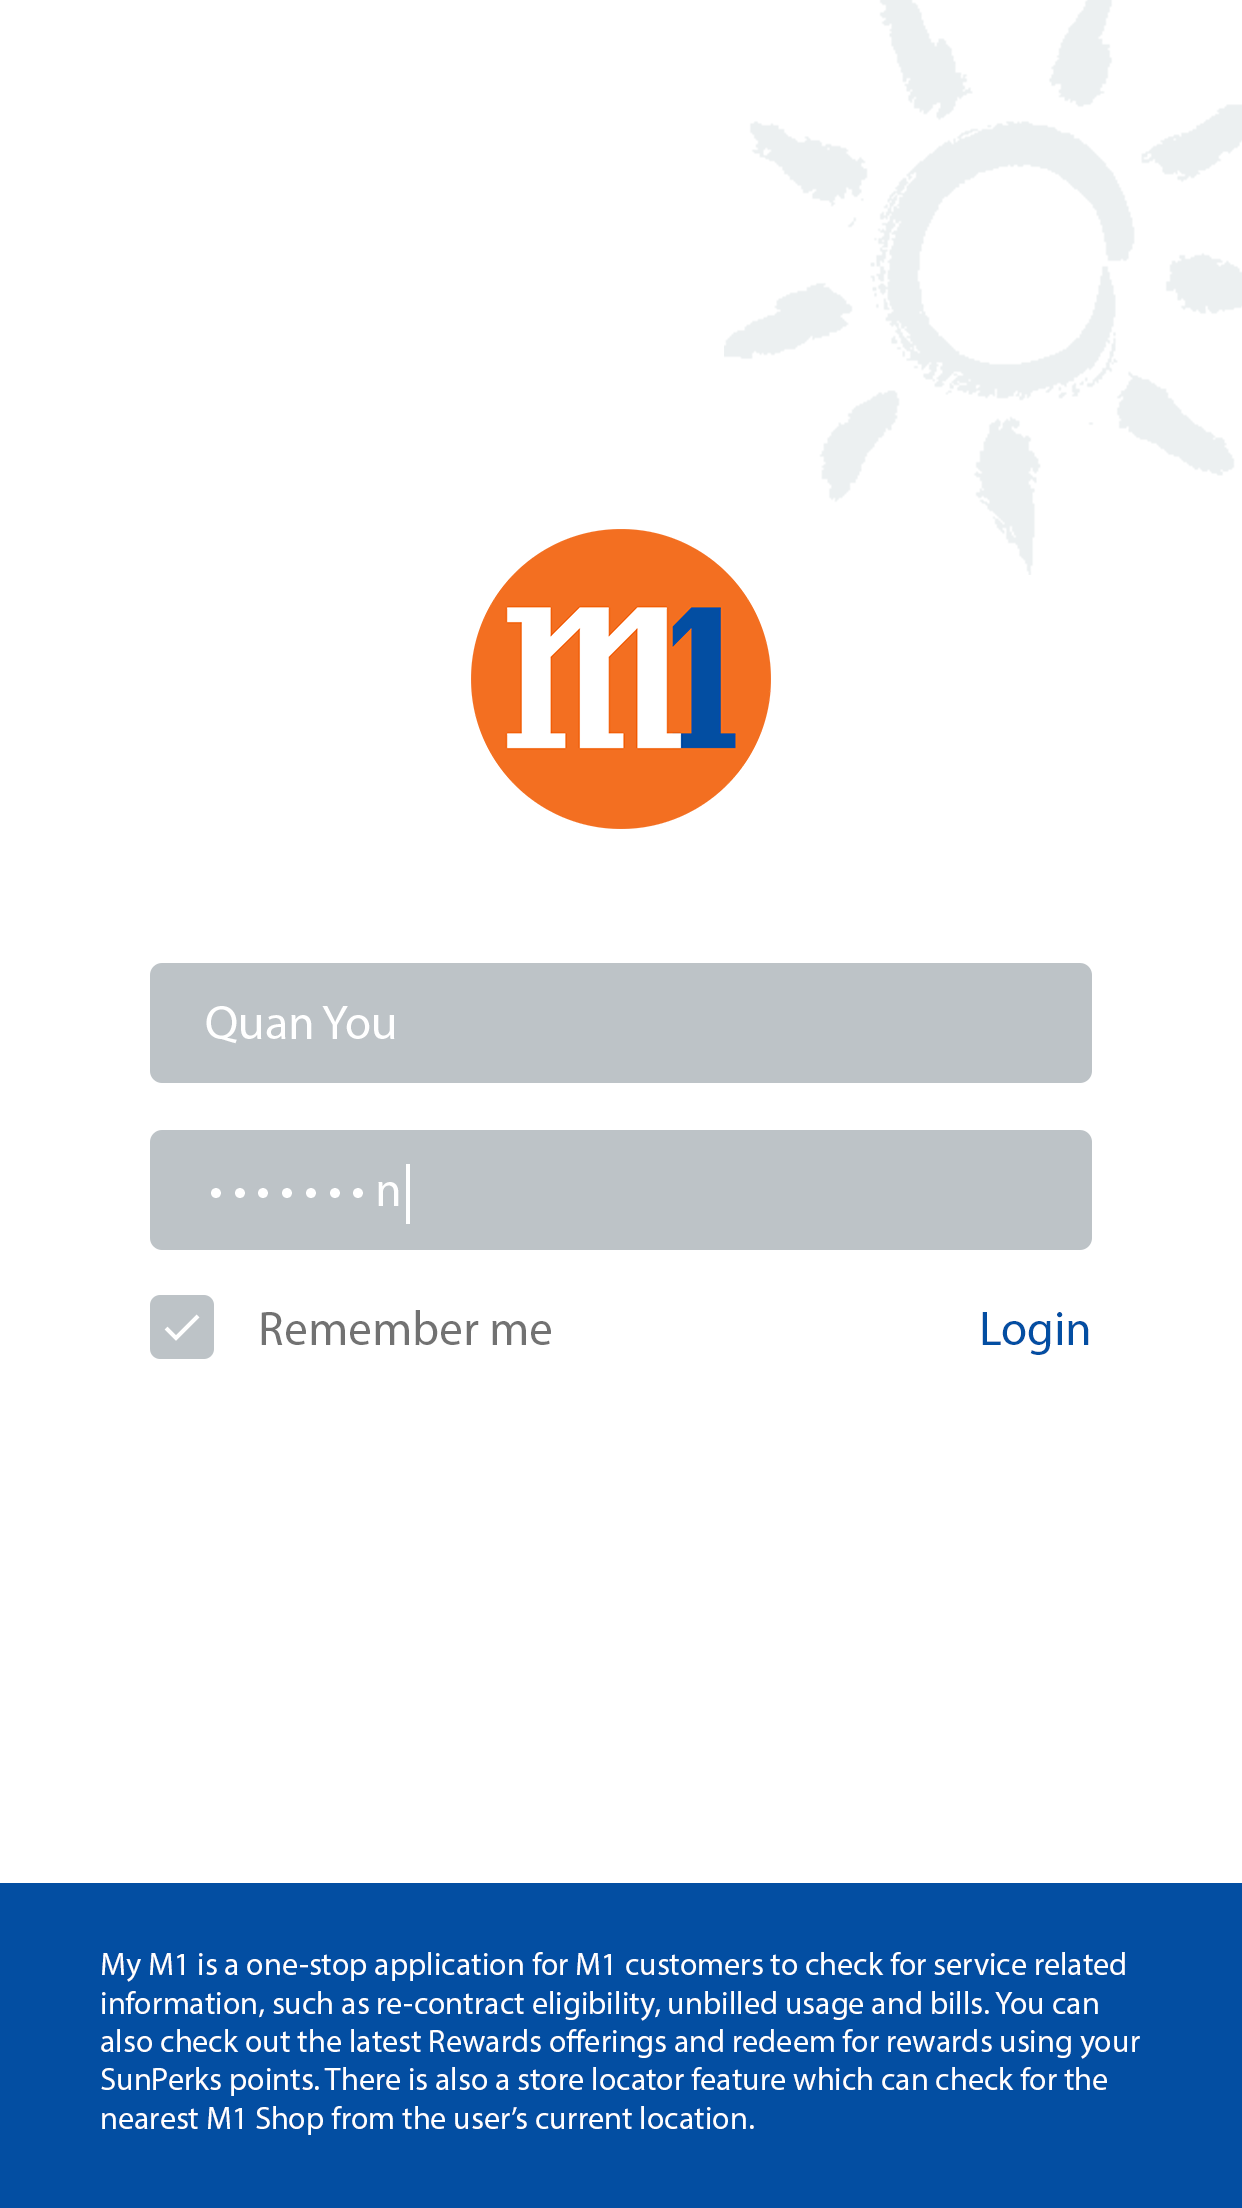 m1
Quan You
•••••••n
Remember me
Login
My M1 is a one-stop application for M1 customers to check for service related
information, such as re-contract eligibility, unbilled usage and bills. You can
also check out the latest Rewards offerings and redeem for rewards using your
SunPerks points. There is also a store locator feature which can check for the
nearest M1 Shop from the user’s current location.